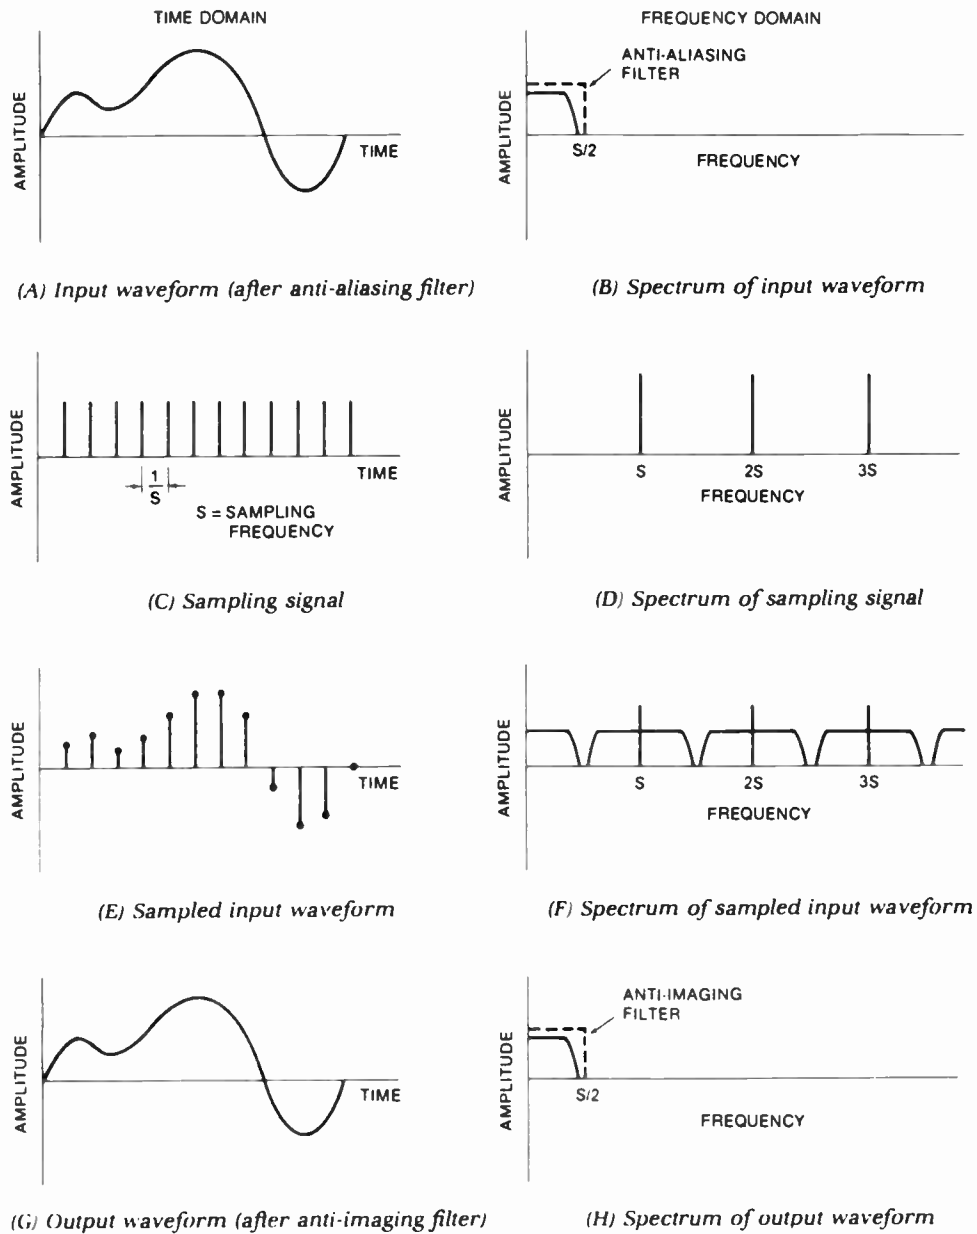 TIME DOMAIN
FREQUENCY DOMAIN
AMPLITUDE
TIME
ANTI-ALIASING
FILTER
AMPLITUDE
S/2
FREQUENCY
(A) Input waveform (after anti-aliasing filter)
(B) Spectrum of input waveform
AMPLITUDE
TIME
1
S
S = SAMPLING
FREQUENCY
AMPLITUDE
S
2S
3S
FREQUENCY
(C) Sampling signal
(D) Spectrum of sampling signal
AMPLITUDE
TIME
AMPLITUDE
S
2S
3S
FREQUENCY
(E) Sampled input waveform
(F) Spectrum of sampled input waveform
AMPLITUDE
TIME
ANTI-IMAGING
FILTER
AMPLITUDE
S/2
FREQUENCY
(G) Output waveform (after anti-imaging filter)
(H) Spectrum of output waveform